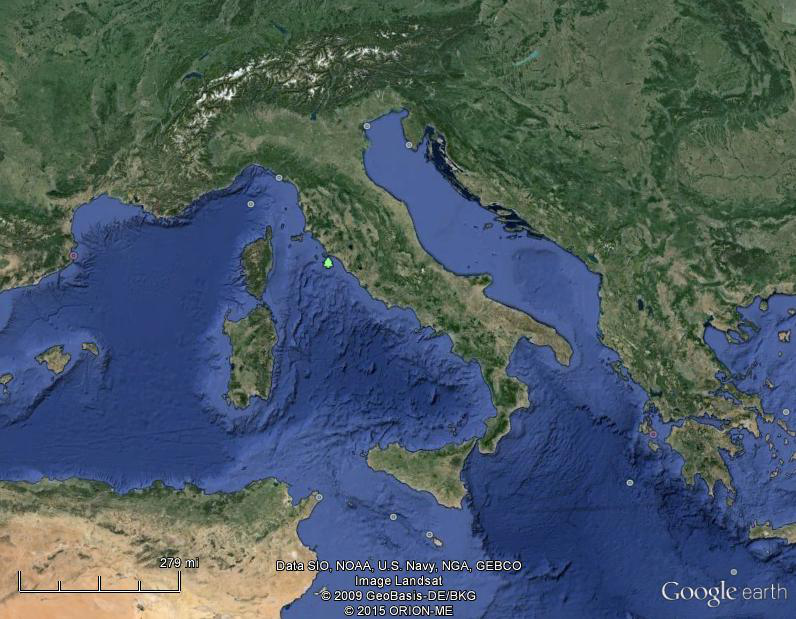 279 mi
Data SIO, NOAA, U.S. Navy, NGA, GEBCO
Image Landsat
© 2009 GeoBasis-DE/BKG
© 2015 ORION-ME
Google earth